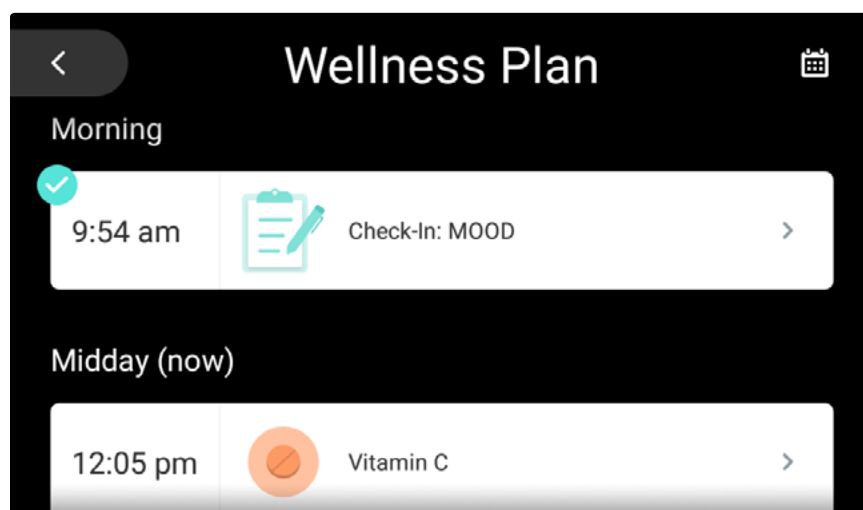 Wellness Plan
Morning
9:54 am
Check-In: MOOD
Midday (now)
12:05 pm
Vitamin C